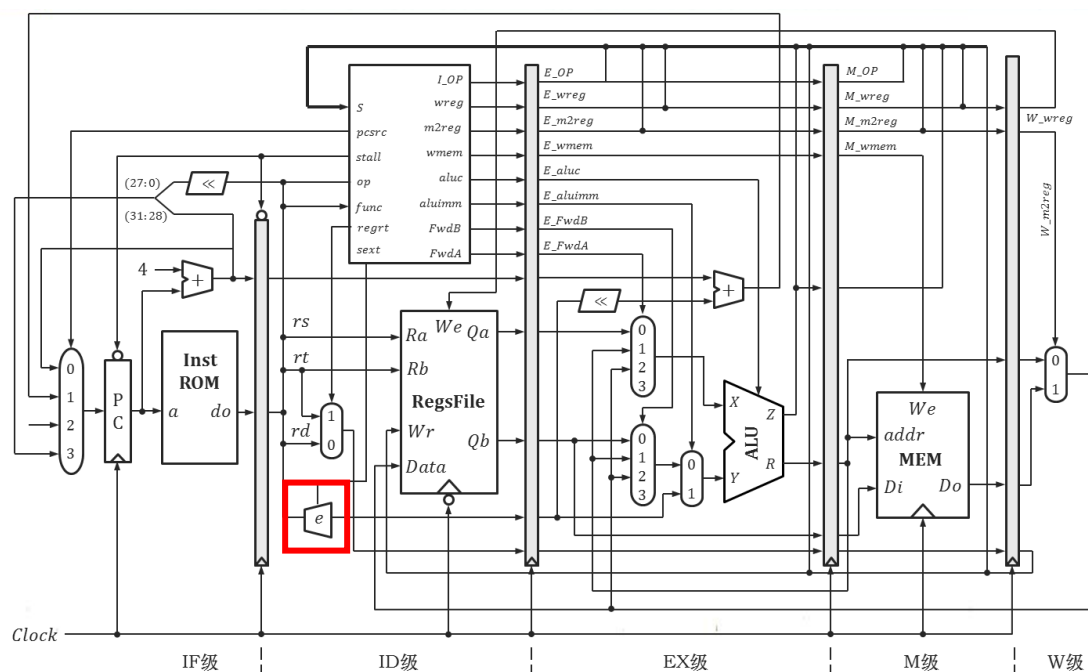 I_OP
wreg
m2reg
wmem
aluc
aluimm
FwdB
FwdA
S
pcsrc
stall
op
func
regrt
sext
E_OP
E_wreg
E_m2reg
E_wmem
E_aluc
E_aluimm
E_FwdB
E_FwdA
M_OP
M_wreg
M_m2reg
M_wmem
W_wreg
W_m2reg
(27:0)
(31:28)
≪
4
+
0
1
2
3
P
C
Inst
ROM
a
do
rs
rt
rd
1
0
e
We
Ra
Qa
Rb
RegsFile
Wr
Qb
Data
≪
+
0
1
2
3
0
1
2
3
0
1
X
Z
ALU
Y
R
We
addr
MEM
Di
Do
0
1
Clock
IF级
ID级
EX级
M级
W级